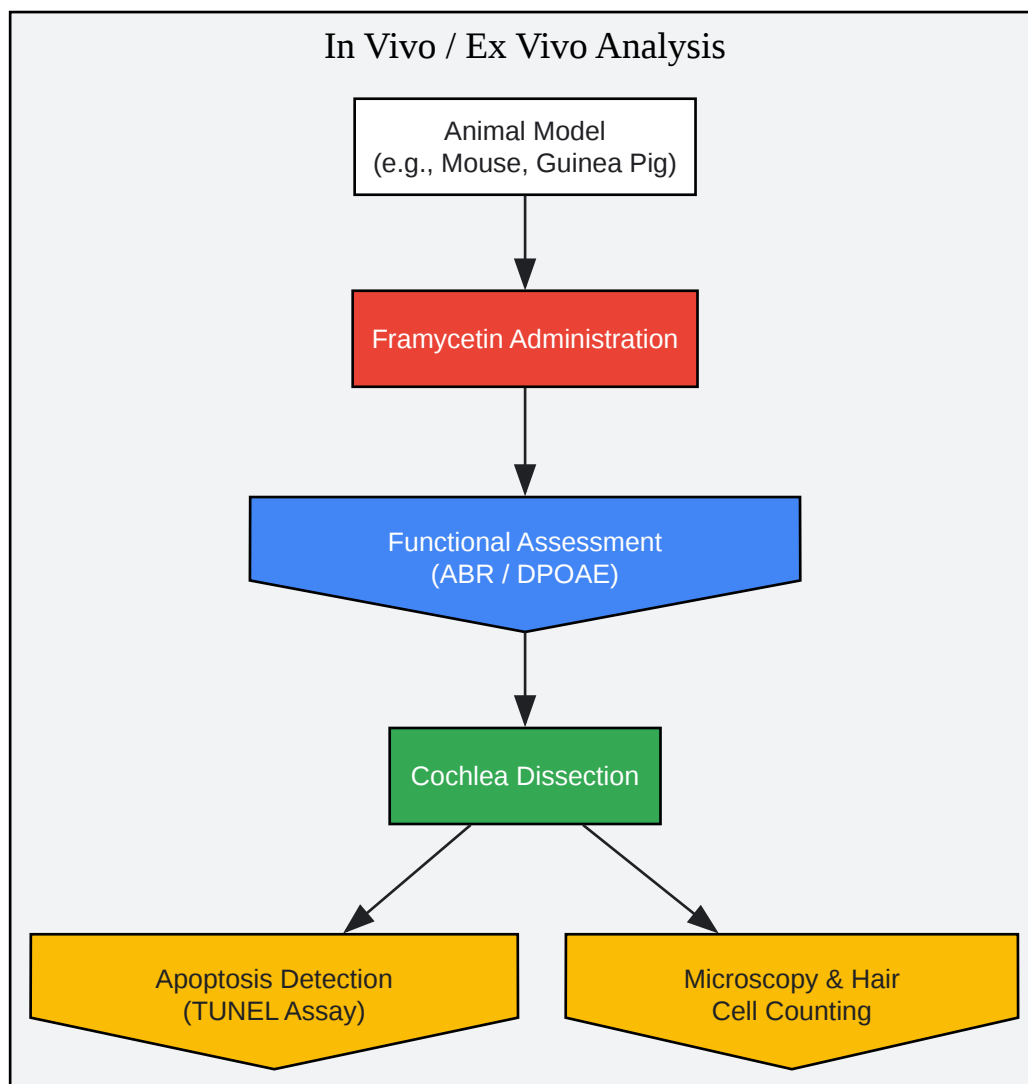 In Vivo / Ex Vivo Analysis
Animal Model
(e.g., Mouse, Guinea Pig)
Framycetin Administration
Functional Assessment
(ABR / DPOAE)
Cochlea Dissection
Apoptosis Detection
(TUNEL Assay)
Microscopy & Hair
Cell Counting